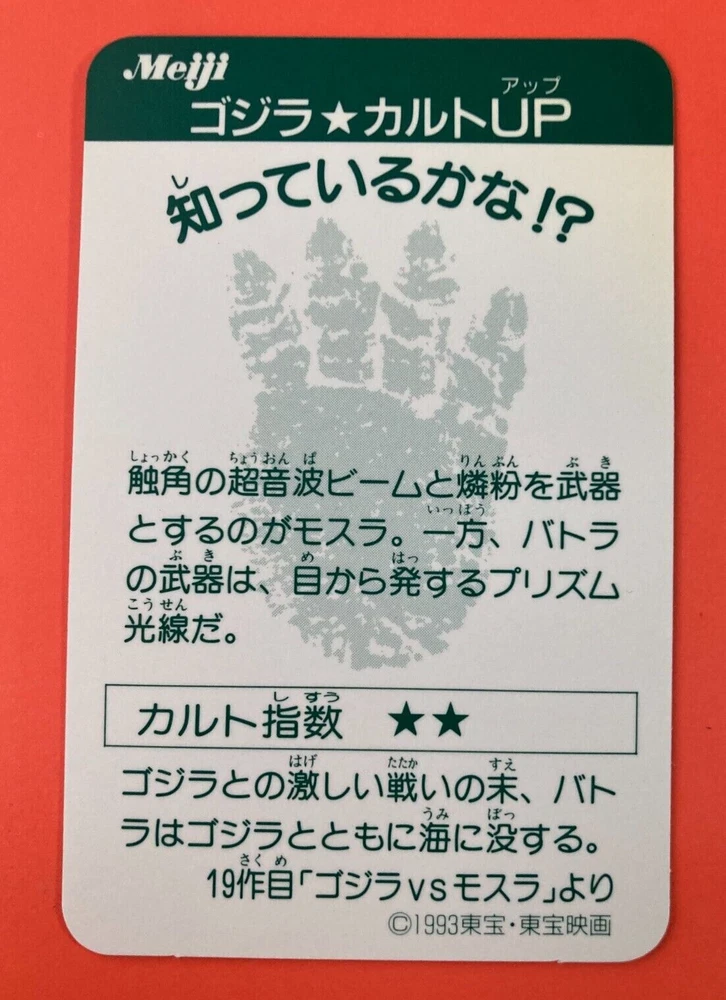 Meiji
アップ
ゴジラ★カルトUP
し
知っているかな!?
しょっかく ちょうおん ぱ りん ぷん ぶ き
触角の超音波ビームと燐粉を武器
いっぽう
とするのがモスラ。一方、バトラ
ぶ き め はっ
の武器は、目から発するプリズム
こう せん
光線だ。
し すう
カルト指数 ★★
はげ たたか すえ
ゴジラとの激しい戦いの末、バト
うみ ぼっ
ラはゴジラとともに海に没する。
さく め
19作目「ゴジラvsモスラ」より
©1993東宝・東宝映画